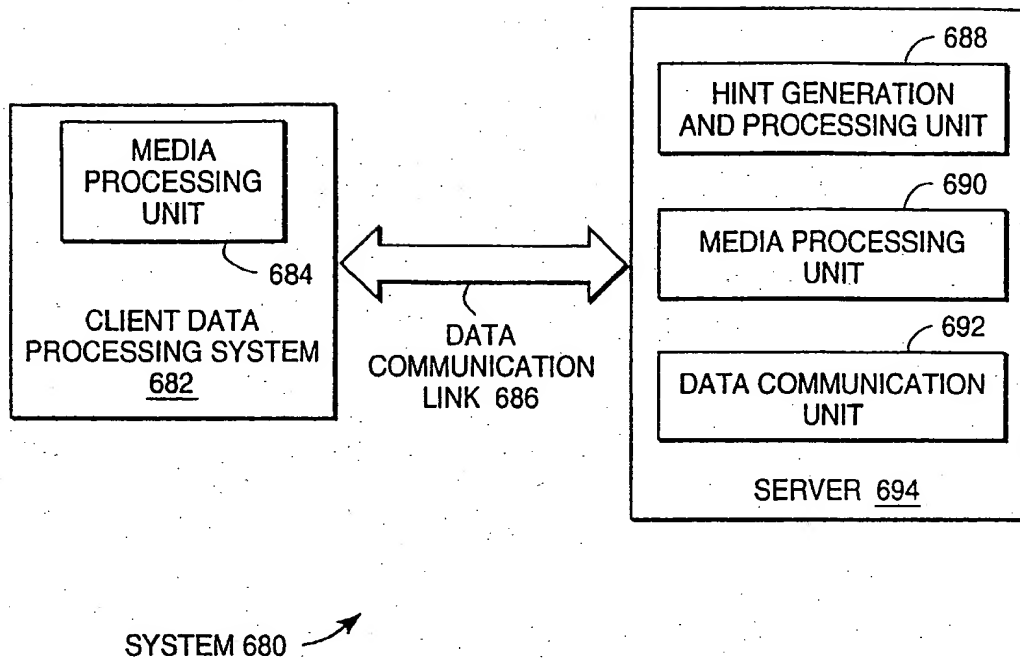 MEDIA
PROCESSING
UNIT
684
CLIENT DATA
PROCESSING SYSTEM
682
DATA
COMMUNICATION
LINK 686
688
HINT GENERATION
AND PROCESSING UNIT
690
MEDIA PROCESSING
UNIT
692
DATA COMMUNICATION
UNIT
SERVER 694
SYSTEM 680